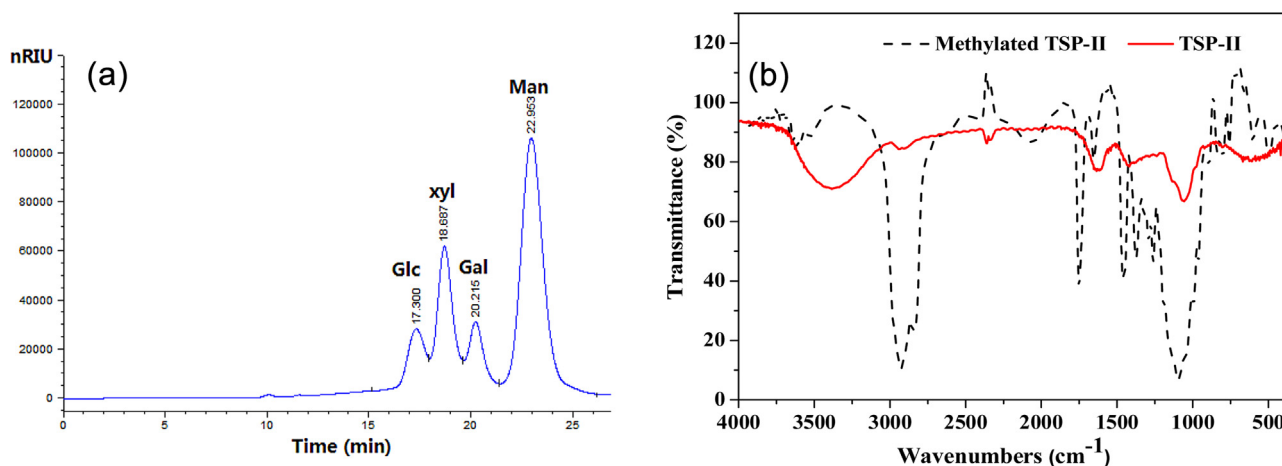 nRIU
(a)
120000
100000
80000
60000
40000
20000
0
Glc
17.300
xyl
18.687
Gal
20.215
Man
22.953
0 5 10 15 20 25
Time (min)
(b)
Methylated TSP-II TSP-II
Transmittance (%)
120
100
80
60
40
20
0
4000 3500 3000 2500 2000 1500 1000 500
Wavenumbers (cm-1)